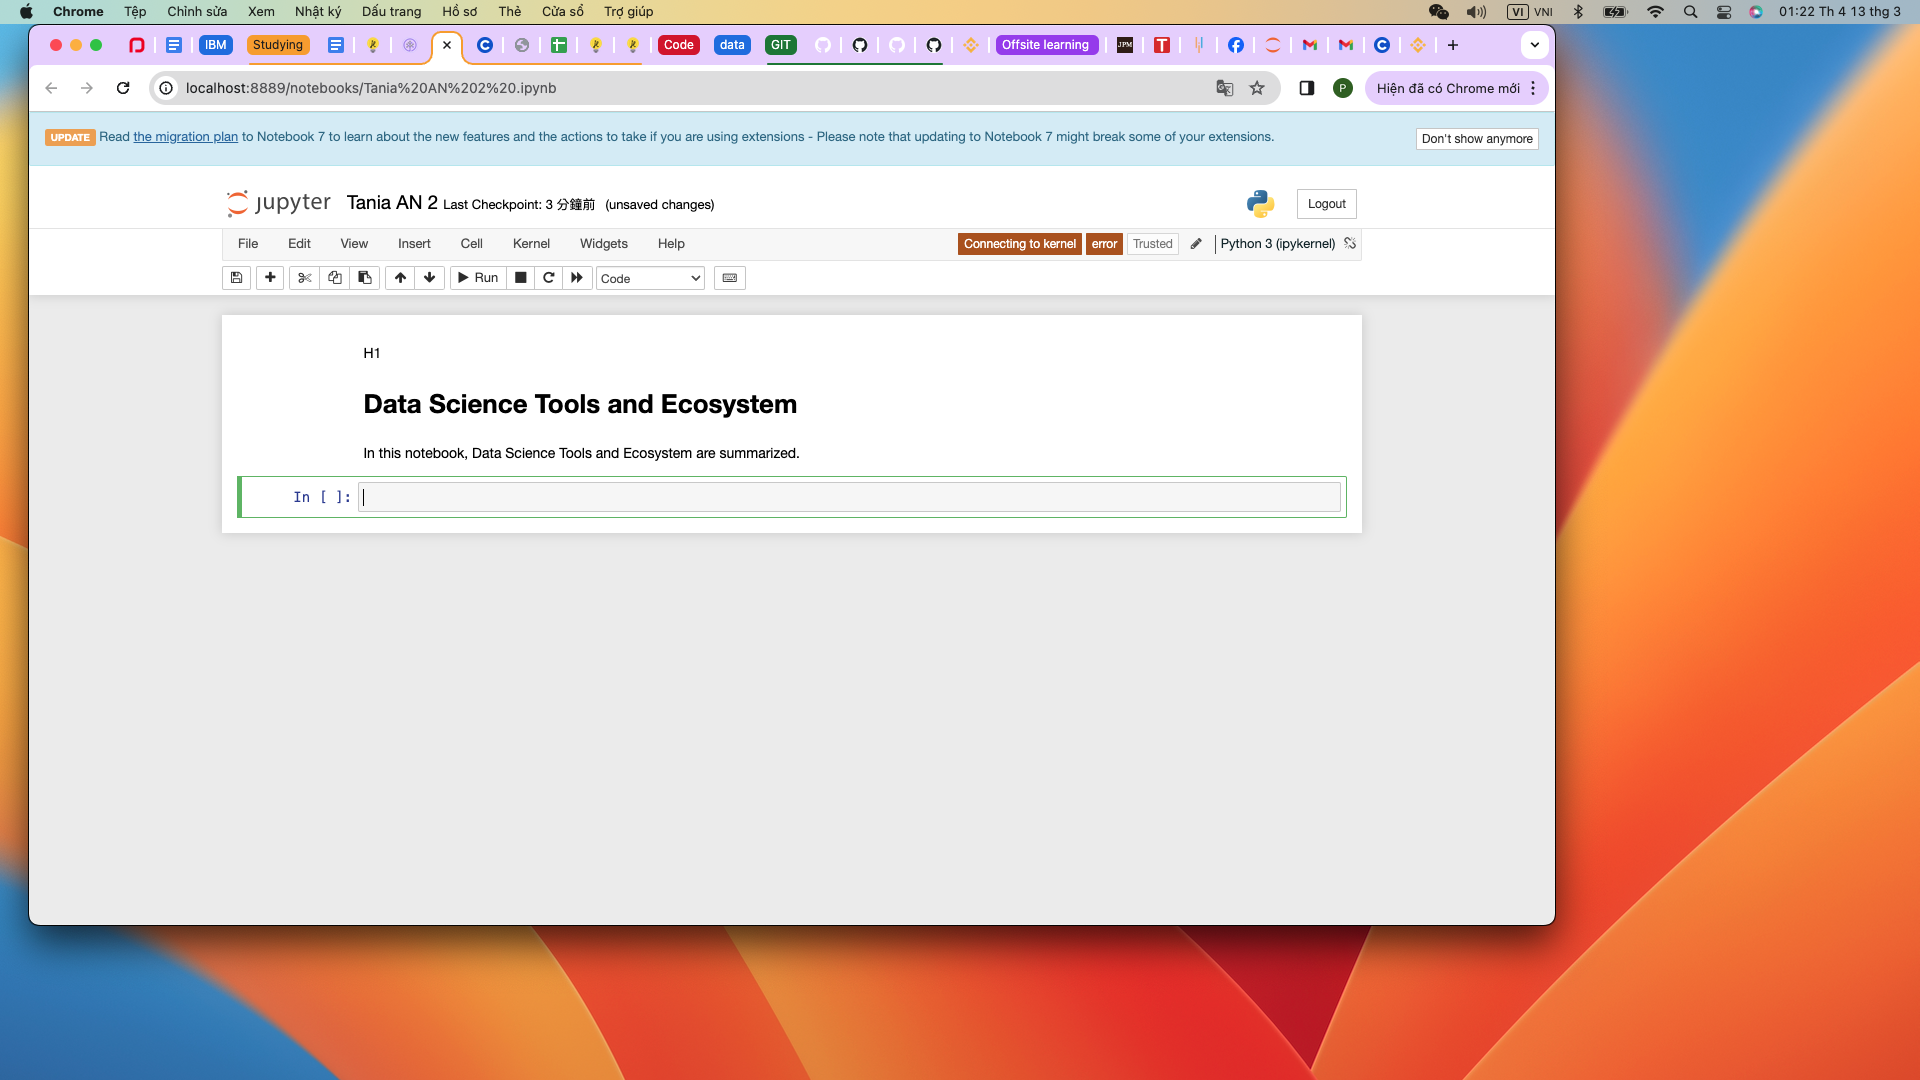 Chrome Tệp Chỉnh sửa Xem Nhật ký Dấu trang Hồ sơ Thẻ Cửa sổ Trợ giúp VI VNI 01:22 Th 4 13 thg 3
IBM Studying Code data GIT Offsite learning JPM T
localhost:8889/notebooks/Tania%20AN%202%20.ipynb P Hiện đã có Chrome mới
UPDATE Read the migration plan to Notebook 7 to learn about the new features and the actions to take if you are using extensions - Please note that updating to Notebook 7 might break some of your extensions. Don't show anymore
jupyter Tania AN 2 Last Checkpoint: 3 分鐘前 (unsaved changes) Logout
File Edit View Insert Cell Kernel Widgets Help Connecting to kernel error Trusted Python 3 (ipykernel)
Run Code
H1
Data Science Tools and Ecosystem
In this notebook, Data Science Tools and Ecosystem are summarized.
In [ ]: